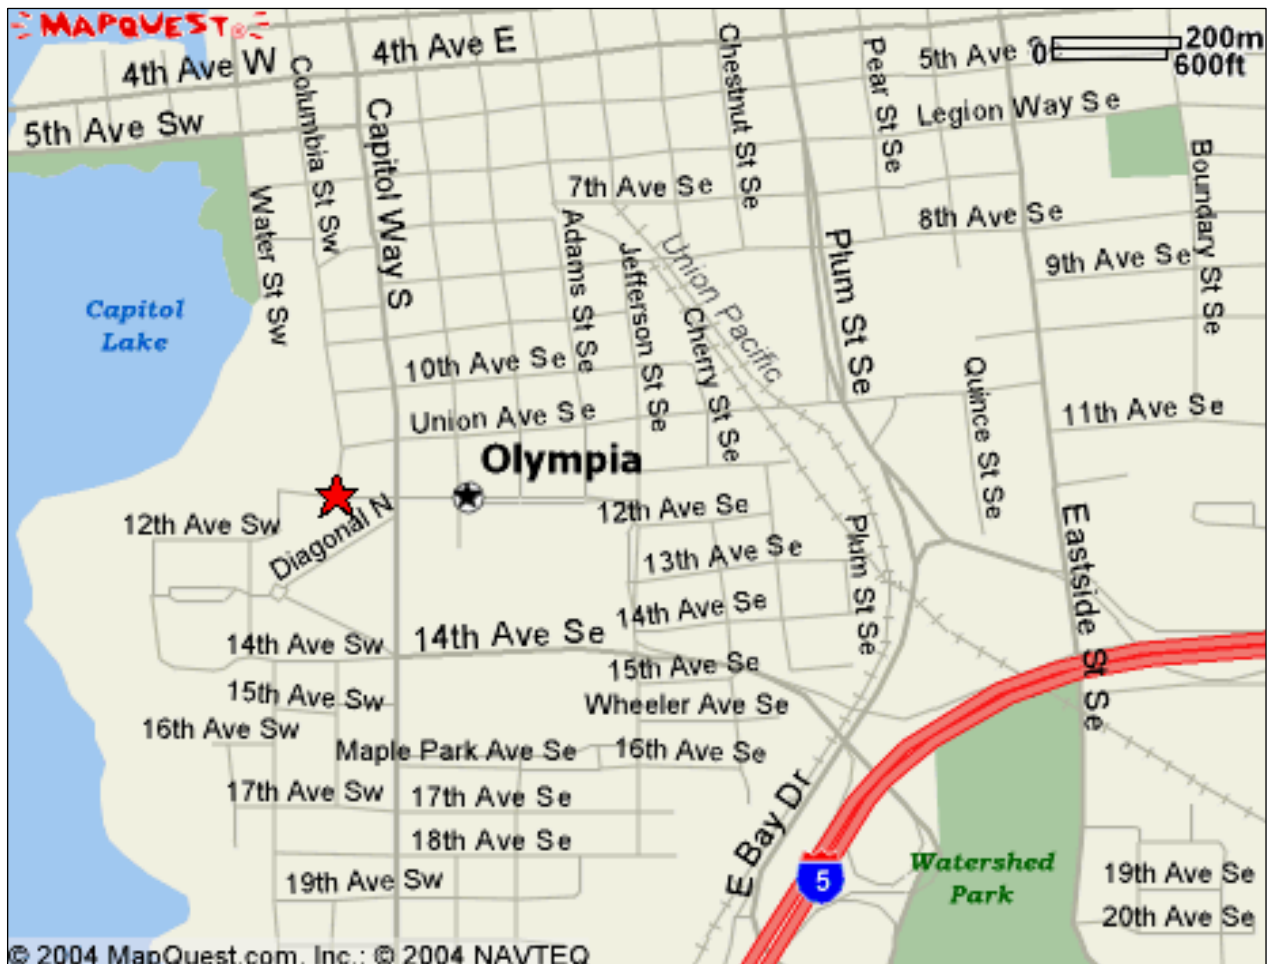 MAPQUEST®
4th Ave W
4th Ave E
Columbia St Sw
Chestnut St Se
Pear St Se
5th Ave S
0
200m
600ft
5th Ave Sw
Capitol Way S
Legion Way Se
Boundary St Se
Water St Sw
7th Ave Se
Adams St Se
Jefferson St Se
Union Pacific
Cherry St Se
Plum St Se
8th Ave Se
9th Ave Se
Capitol
Lake
10th Ave Se
Union Ave Se
Quince St Se
11th Ave Se
Olympia
12th Ave Sw
Diagonal N
12th Ave Se
13th Ave Se
Plum St Se
Eastside St Se
14th Ave Se
14th Ave Sw
14th Ave Se
15th Ave Se
15th Ave Sw
Wheeler Ave Se
16th Ave Sw
Maple Park Ave Se
16th Ave Se
17th Ave Sw
17th Ave Se
E Bay Dr
18th Ave Se
19th Ave Sw
5
Watershed
Park
19th Ave Se
20th Ave Se
© 2004 MapQuest.com, Inc.; © 2004 NAVTEQ